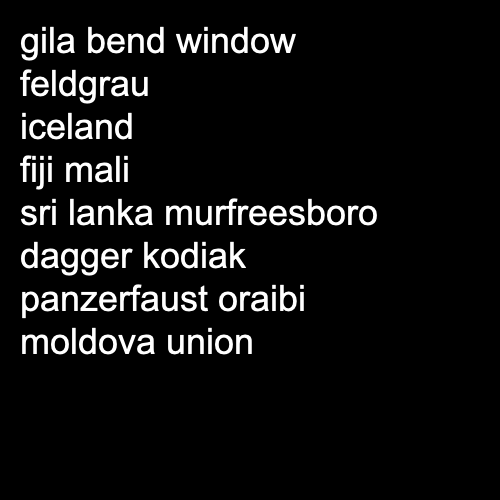 gila bend window
feldgrau
iceland
fiji mali
sri lanka murfreesboro
dagger kodiak
panzerfaust oraibi
moldova union